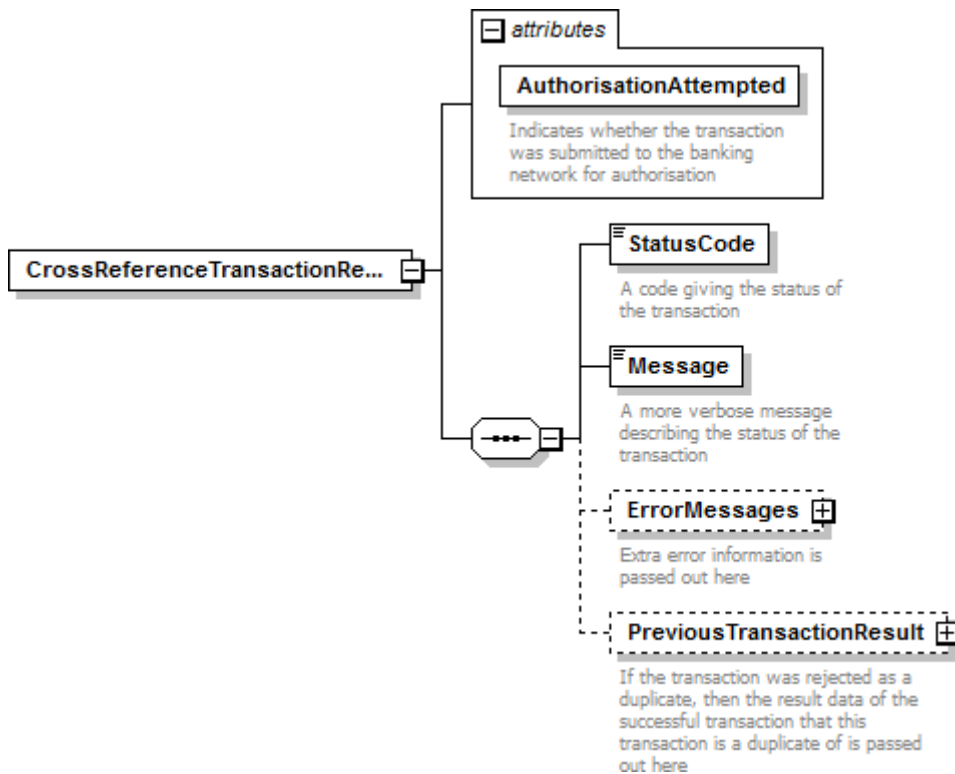 attributes
AuthorisationAttempted
Indicates whether the transaction
was submitted to the banking
network for authorisation
CrossReferenceTransactionRe...
StatusCode
A code giving the status of
the transaction
Message
A more verbose message
describing the status of the
transaction
ErrorMessages
Extra error information is
passed out here
PreviousTransactionResult
If the transaction was rejected as a
duplicate, then the result data of the
successful transaction that this
transaction is a duplicate of is passed
out here